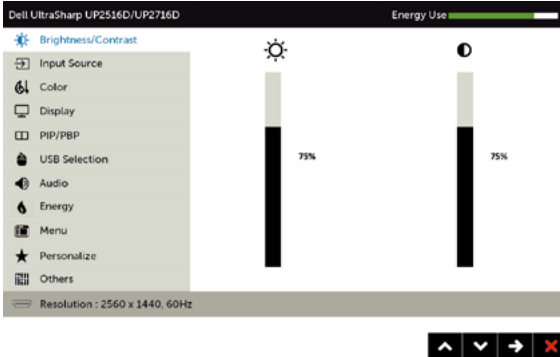 Dell UltraSharp UP2516D/UP2716D
Energy Use
Brightness/Contrast
Input Source
Color
Display
PIP/PBP
USB Selection
Audio
Energy
Menu
Personalize
Others
75%
75%
Resolution : 2560 x 1440, 60Hz